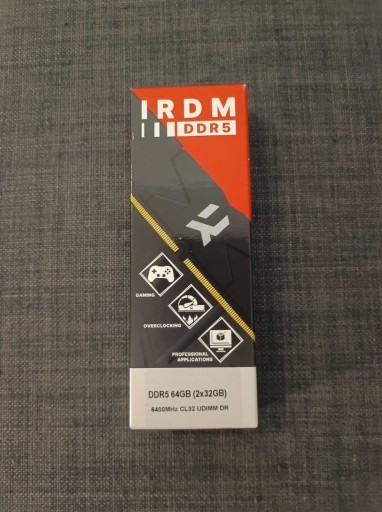 IRDM
DDR5
GAMING
OVERCLOCKING
PROFESSIONAL
APPLICATIONS
DDR5 64GB (2x32GB)
6400MHz CL32 UDIMM DR